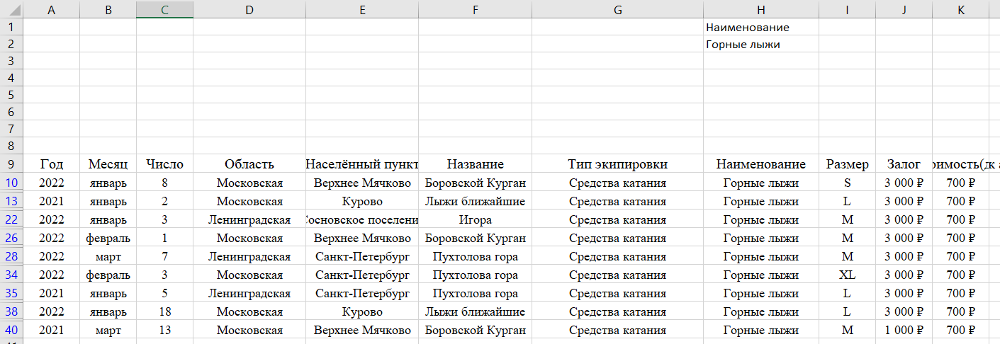 A B C D E F G H I J K
1 Наименование
2 Горные лыжи
3
4
5
6
7
8
9 Год Месяц Число Область Населённый пункт Название Тип экипировки Наименование Размер Залог
10 2022 январь 8 Московская Верхнее Мячково Боровской Курган Средства катания Горные лыжи S 3 000 ₽ 700 ₽
13 2021 январь 2 Московская Курово Лыжи ближайшие Средства катания Горные лыжи L 3 000 ₽ 700 ₽
22 2022 январь 3 Ленинградская основское поселени Игора Средства катания Горные лыжи M 3 000 ₽ 700 ₽
26 2022 февраль 1 Московская Верхнее Мячково Боровской Курган Средства катания Горные лыжи M 3 000 ₽ 700 ₽
28 2022 март 7 Ленинградская Санкт-Петербург Пухтолова гора Средства катания Горные лыжи M 3 000 ₽ 700 ₽
34 2022 февраль 3 Московская Санкт-Петербург Пухтолова гора Средства катания Горные лыжи XL 3 000 ₽ 700 ₽
35 2021 январь 5 Ленинградская Санкт-Петербург Пухтолова гора Средства катания Горные лыжи L 3 000 ₽ 700 ₽
38 2022 январь 18 Московская Курово Лыжи ближайшие Средства катания Горные лыжи L 3 000 ₽ 700 ₽
40 2021 март 13 Московская Верхнее Мячково Боровской Курган Средства катания Горные лыжи M 1 000 ₽ 700 ₽